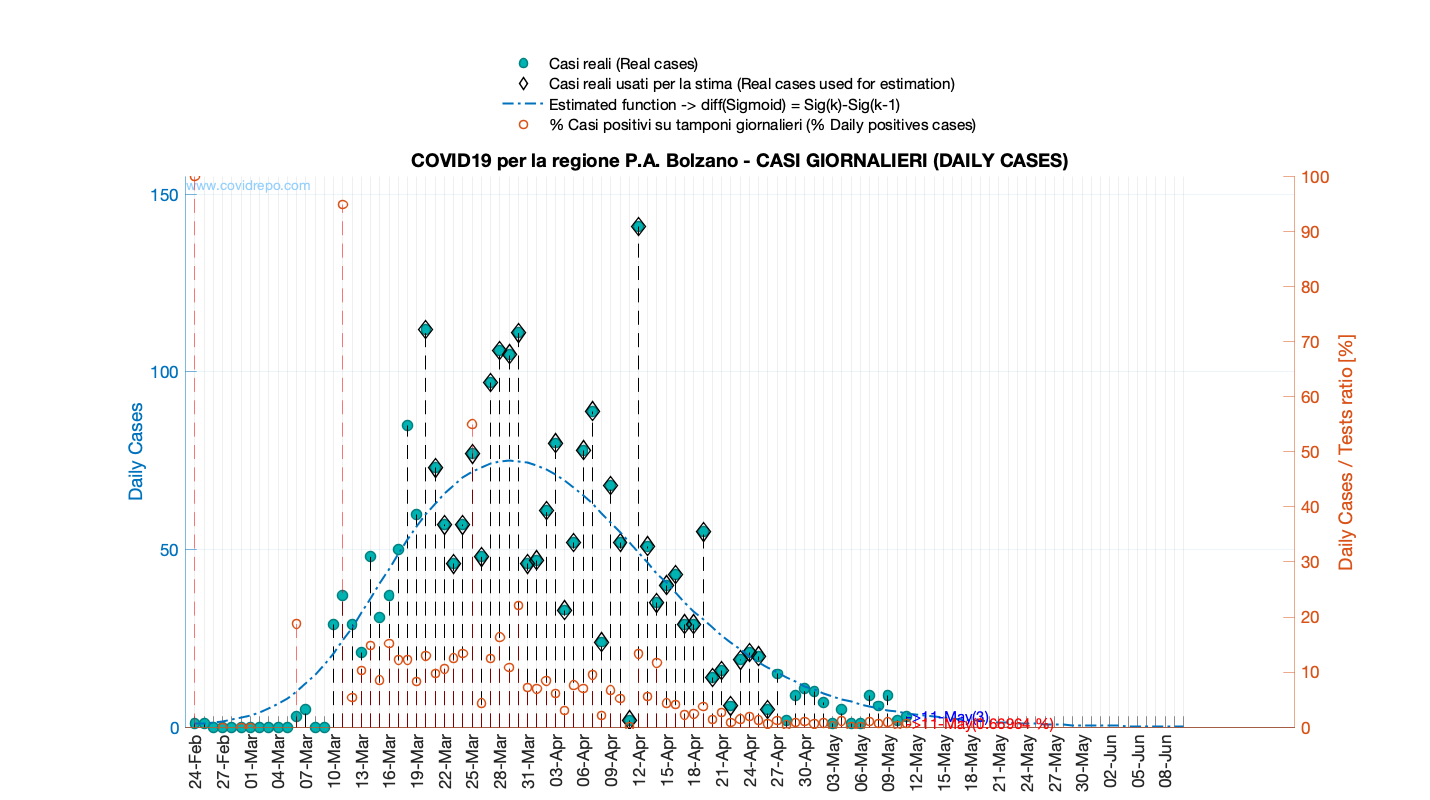 Casi reali (Real cases)
Casi reali usati per la stima (Real cases used for estimation)
Estimated function -> diff(Sigmoid) = Sig(k)-Sig(k-1)
% Casi positivi su tamponi giornalieri (% Daily positives cases)
COVID19 per la regione P.A. Bolzano - CASI GIORNALIERI (DAILY CASES)
www.covidrepo.com
150
100
50
0
Daily Cases
100
90
80
70
60
50
40
30
20
10
0
Daily Cases / Tests ratio [%]
->11-May(3)
->11-May(0.66964 %)
24-Feb
27-Feb
01-Mar
04-Mar
07-Mar
10-Mar
13-Mar
16-Mar
19-Mar
22-Mar
25-Mar
28-Mar
31-Mar
03-Apr
06-Apr
09-Apr
12-Apr
15-Apr
18-Apr
21-Apr
24-Apr
27-Apr
30-Apr
03-May
06-May
09-May
12-May
15-May
18-May
21-May
24-May
27-May
30-May
02-Jun
05-Jun
08-Jun